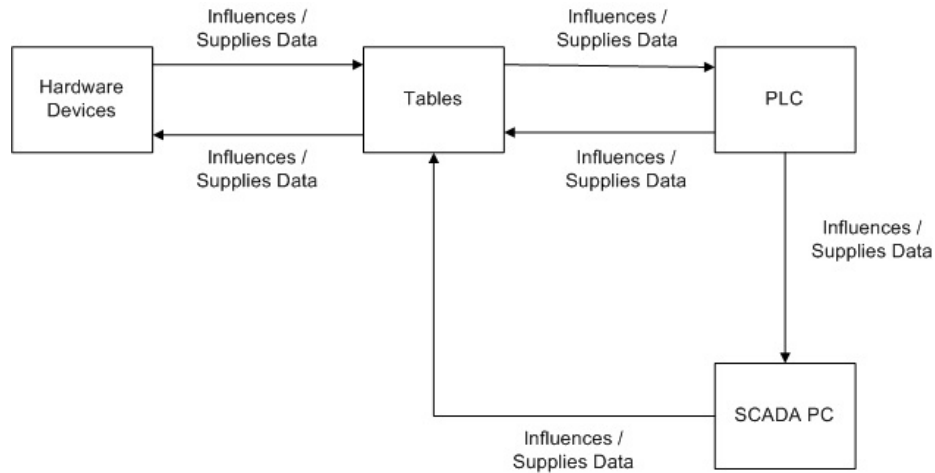 Influences /
Supplies Data
Influences /
Supplies Data
Hardware
Devices
Tables
PLC
Influences /
Supplies Data
Influences /
Supplies Data
Influences /
Supplies Data
SCADA PC
Influences /
Supplies Data